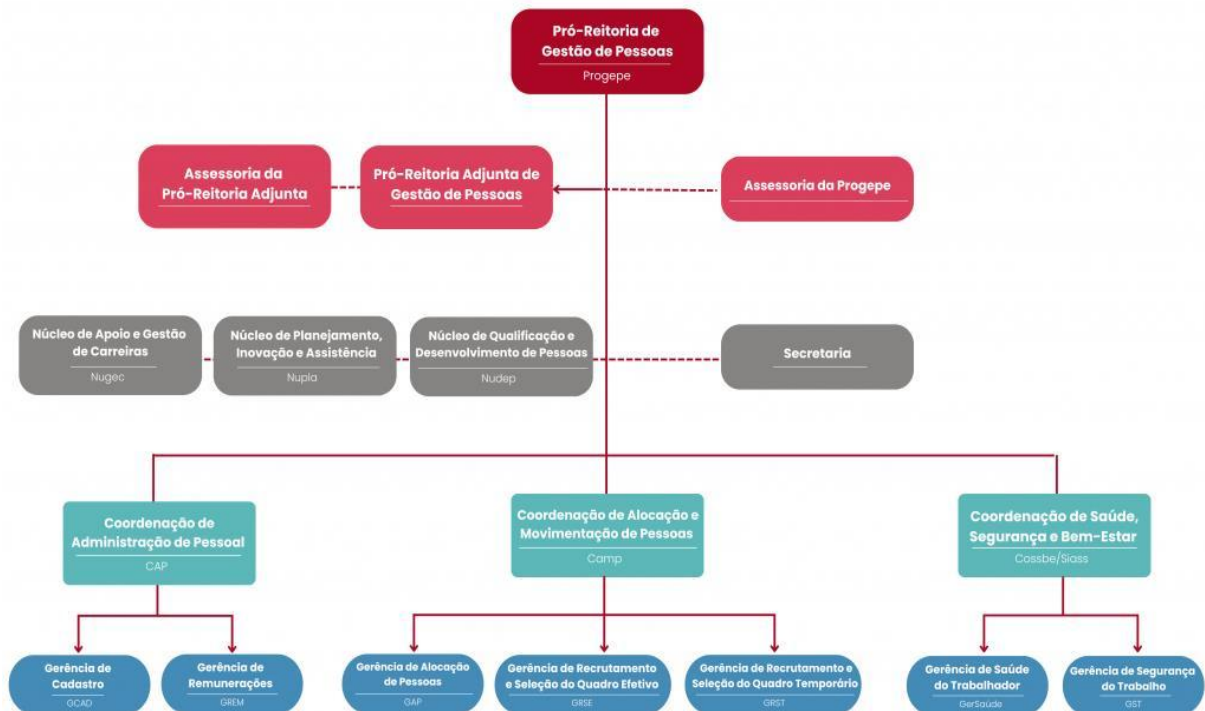 Pró-Reitoria de
Gestão de Pessoas
Progepe
Assessoria da
Pró-Reitoria Adjunta
Pró-Reitoria Adjunta de
Gestão de Pessoas
Assessoria da Progepe
Núcleo de Apoio e Gestão
de Carreiras
Nugec
Núcleo de Planejamento,
Inovação e Assistência
Nupla
Núcleo de Qualificação e
Desenvolvimento de Pessoas
Nudep
Secretaria
Coordenação de
Administração de Pessoal
CAP
Coordenação de Alocação e
Movimentação de Pessoas
Camp
Coordenação de Saúde,
Segurança e Bem-Estar
Cossbe/Siass
Gerência de
Cadastro
GCAD
Gerência de
Remunerações
GREM
Gerência de Alocação
de Pessoas
GAP
Gerência de Recrutamento
e Seleção do Quadro Efetivo
GRSE
Gerência de Recrutamento e
Seleção do Quadro Temporário
GRST
Gerência de Saúde
do Trabalhador
GerSaúde
Gerência de Segurança
do Trabalho
GST